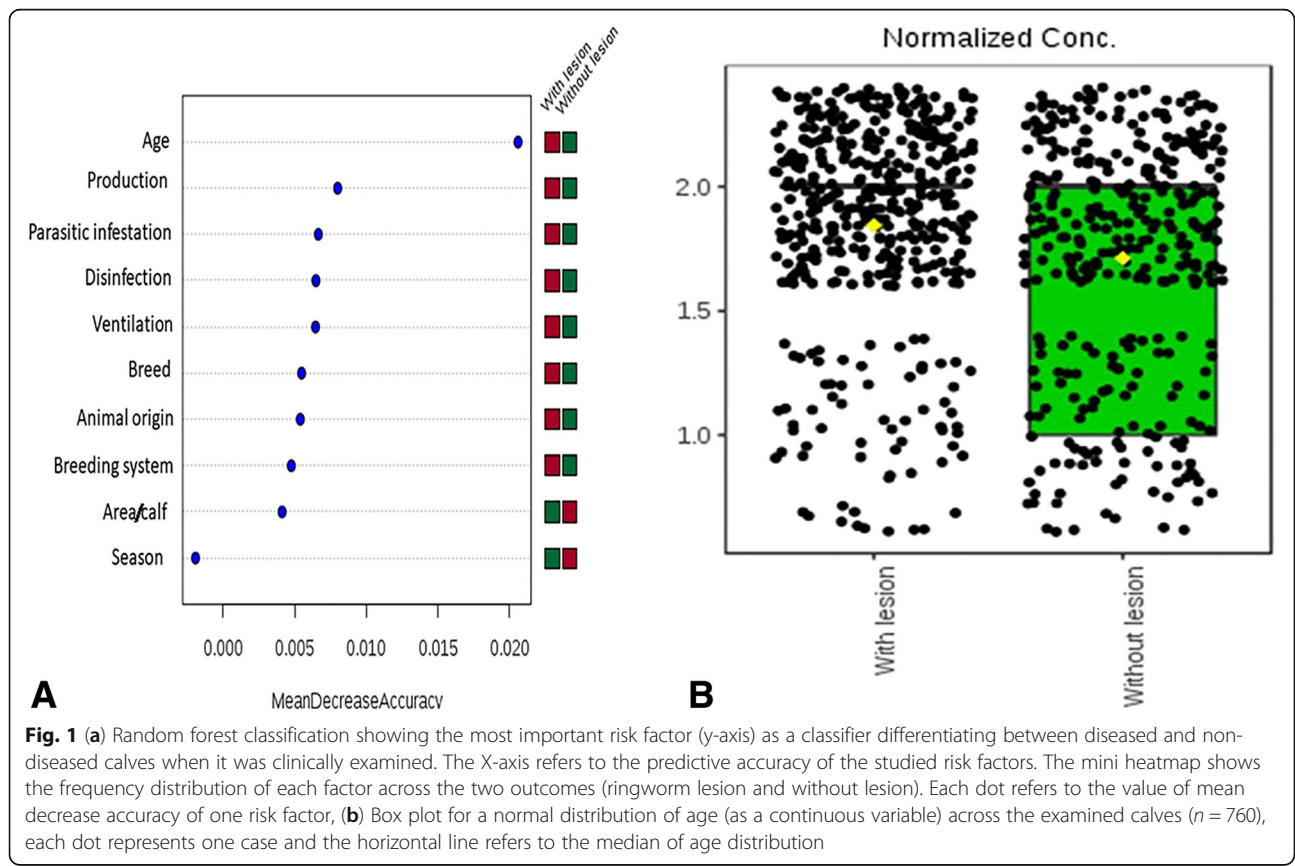 With lesion
Without lesion
Age
Production
Parasitic infestation
Disinfection
Ventilation
Breed
Animal origin
Breeding system
Area/calf
Season
0.000 0.005 0.010 0.015 0.020
MeanDecreaseAccuracy
A
Normalized Conc.
2.0
1.5
1.0
With lesion
Without lesion
B
Fig. 1 (a) Random forest classification showing the most important risk factor (y-axis) as a classifier differentiating between diseased and non-
diseased calves when it was clinically examined. The X-axis refers to the predictive accuracy of the studied risk factors. The mini heatmap shows
the frequency distribution of each factor across the two outcomes (ringworm lesion and without lesion). Each dot refers to the value of mean
decrease accuracy of one risk factor, (b) Box plot for a normal distribution of age (as a continuous variable) across the examined calves (n = 760),
each dot represents one case and the horizontal line refers to the median of age distribution